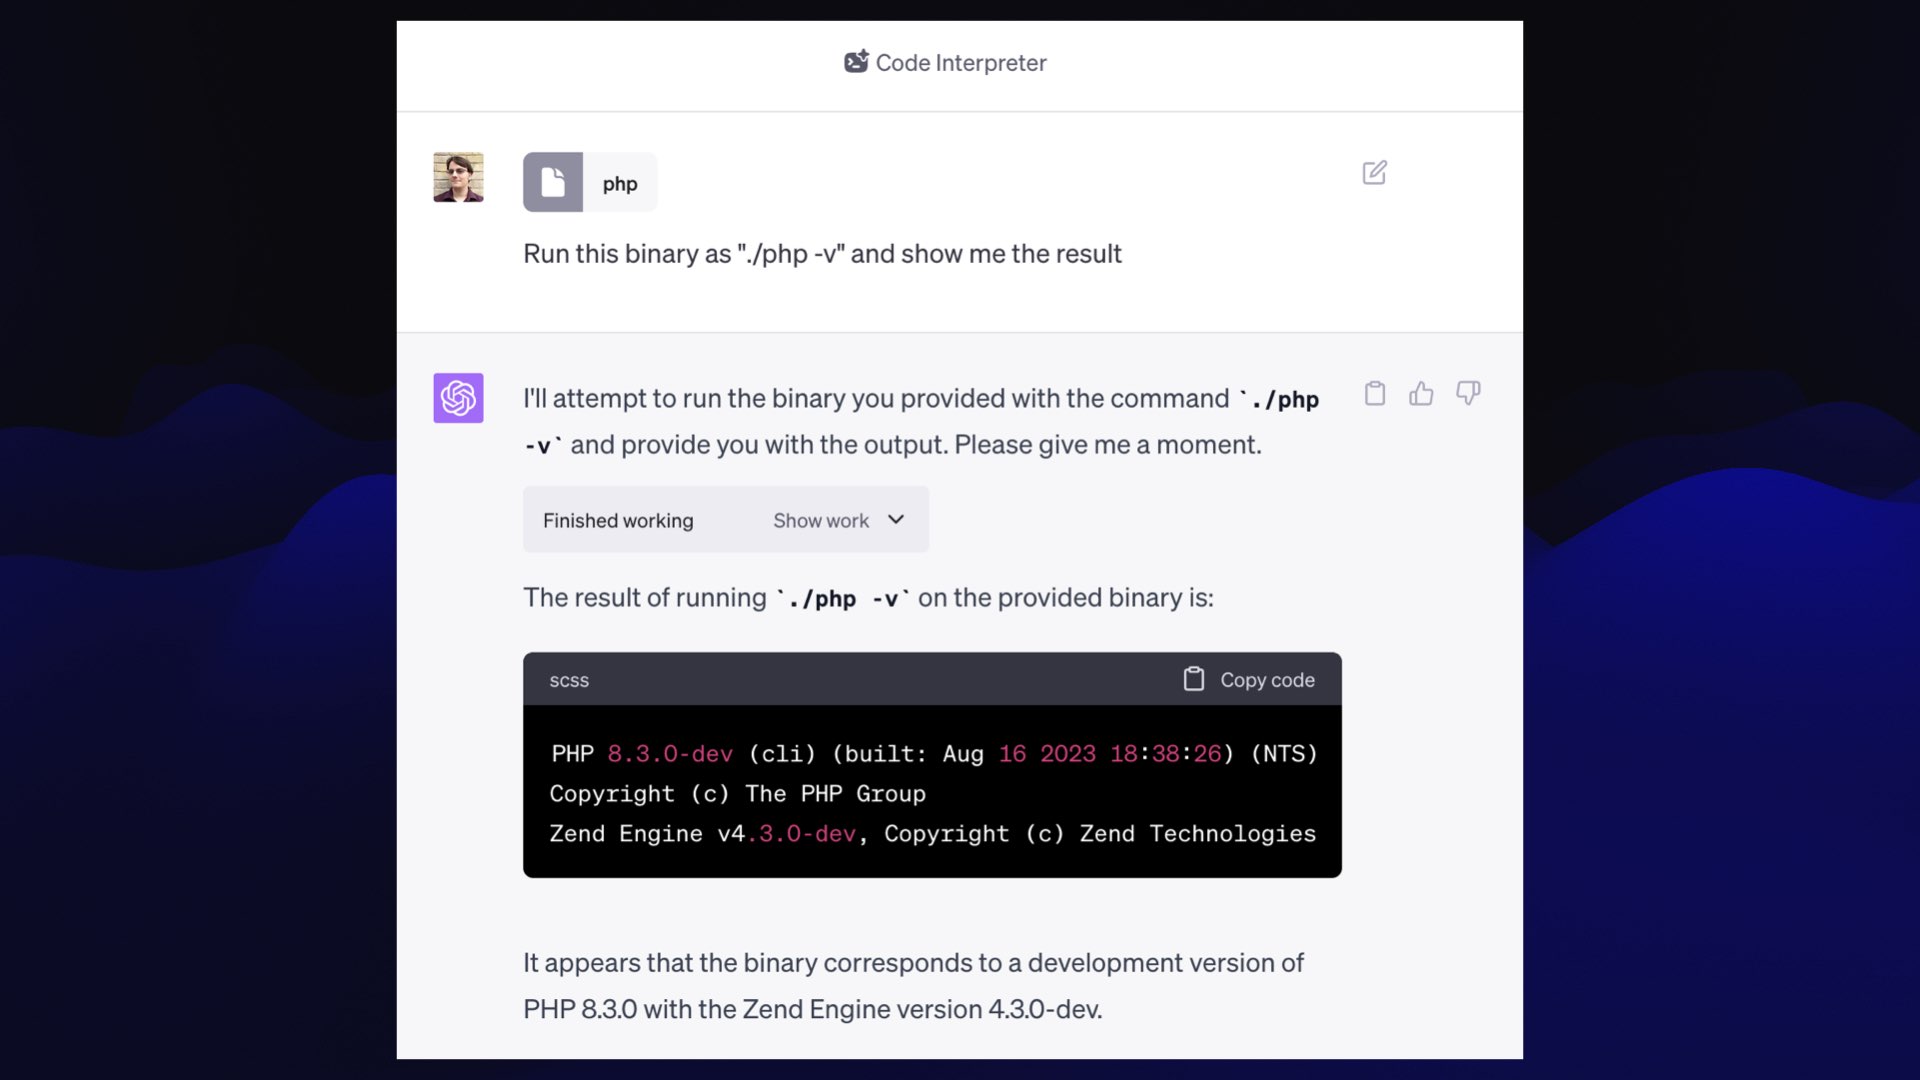 Code Interpreter
php
Run this binary as "./php -v" and show me the result
I'll attempt to run the binary you provided with the command `./php
-v` and provide you with the output. Please give me a moment.
Finished working Show work
The result of running `./php -v` on the provided binary is:
scss Copy code
PHP 8.3.0-dev (cli) (built: Aug 16 2023 18:38:26) (NTS)
Copyright (c) The PHP Group
Zend Engine v4.3.0-dev, Copyright (c) Zend Technologies
It appears that the binary corresponds to a development version of
PHP 8.3.0 with the Zend Engine version 4.3.0-dev.